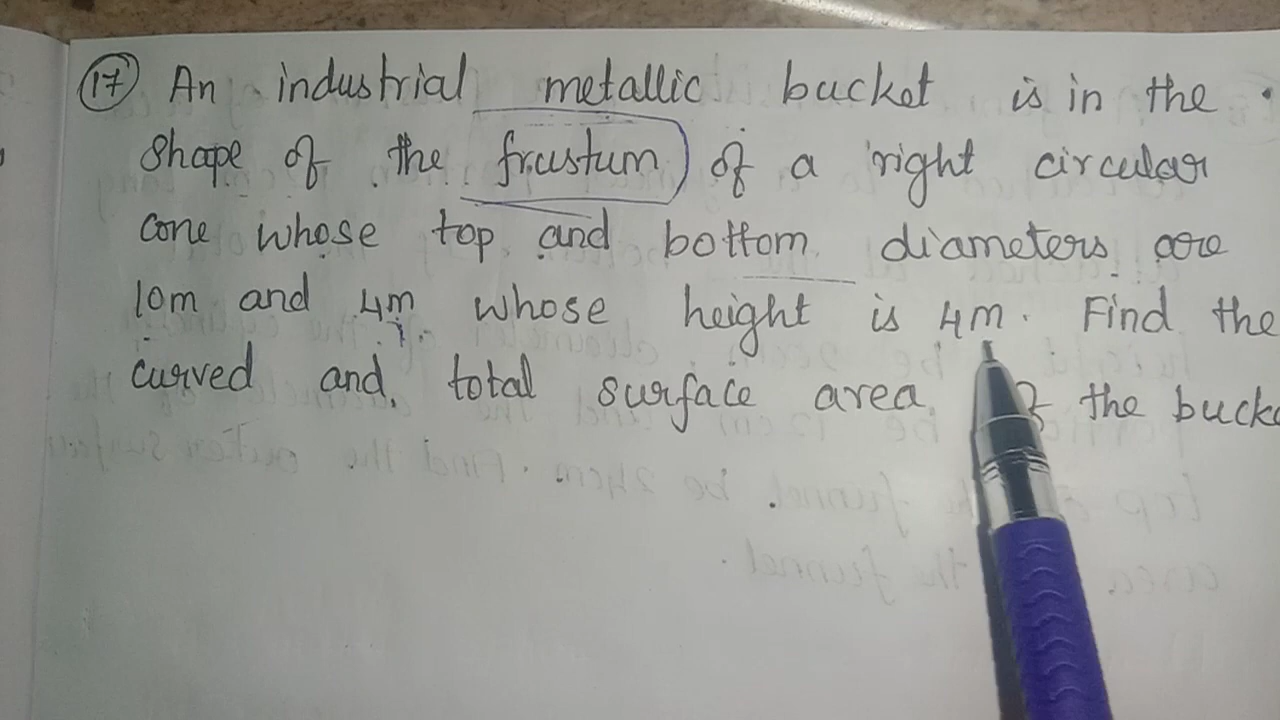 17 An industrial metallic bucket is in the
shape of the frustum of a right circular
cone whose top and bottom diameters are
10m and 4m whose height is 4m. Find the
curved and total surface area the